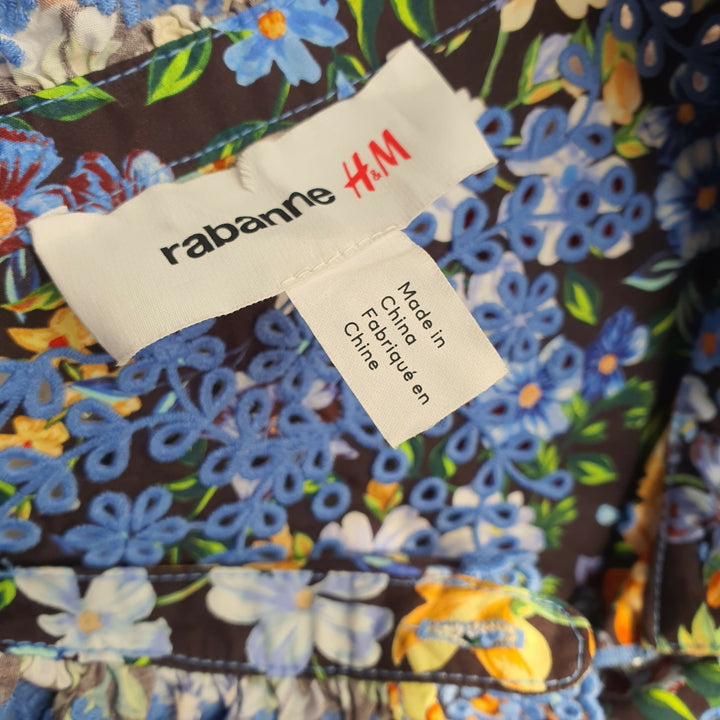 rabanne H&M
Made in
China
Fabriqué en
Chine